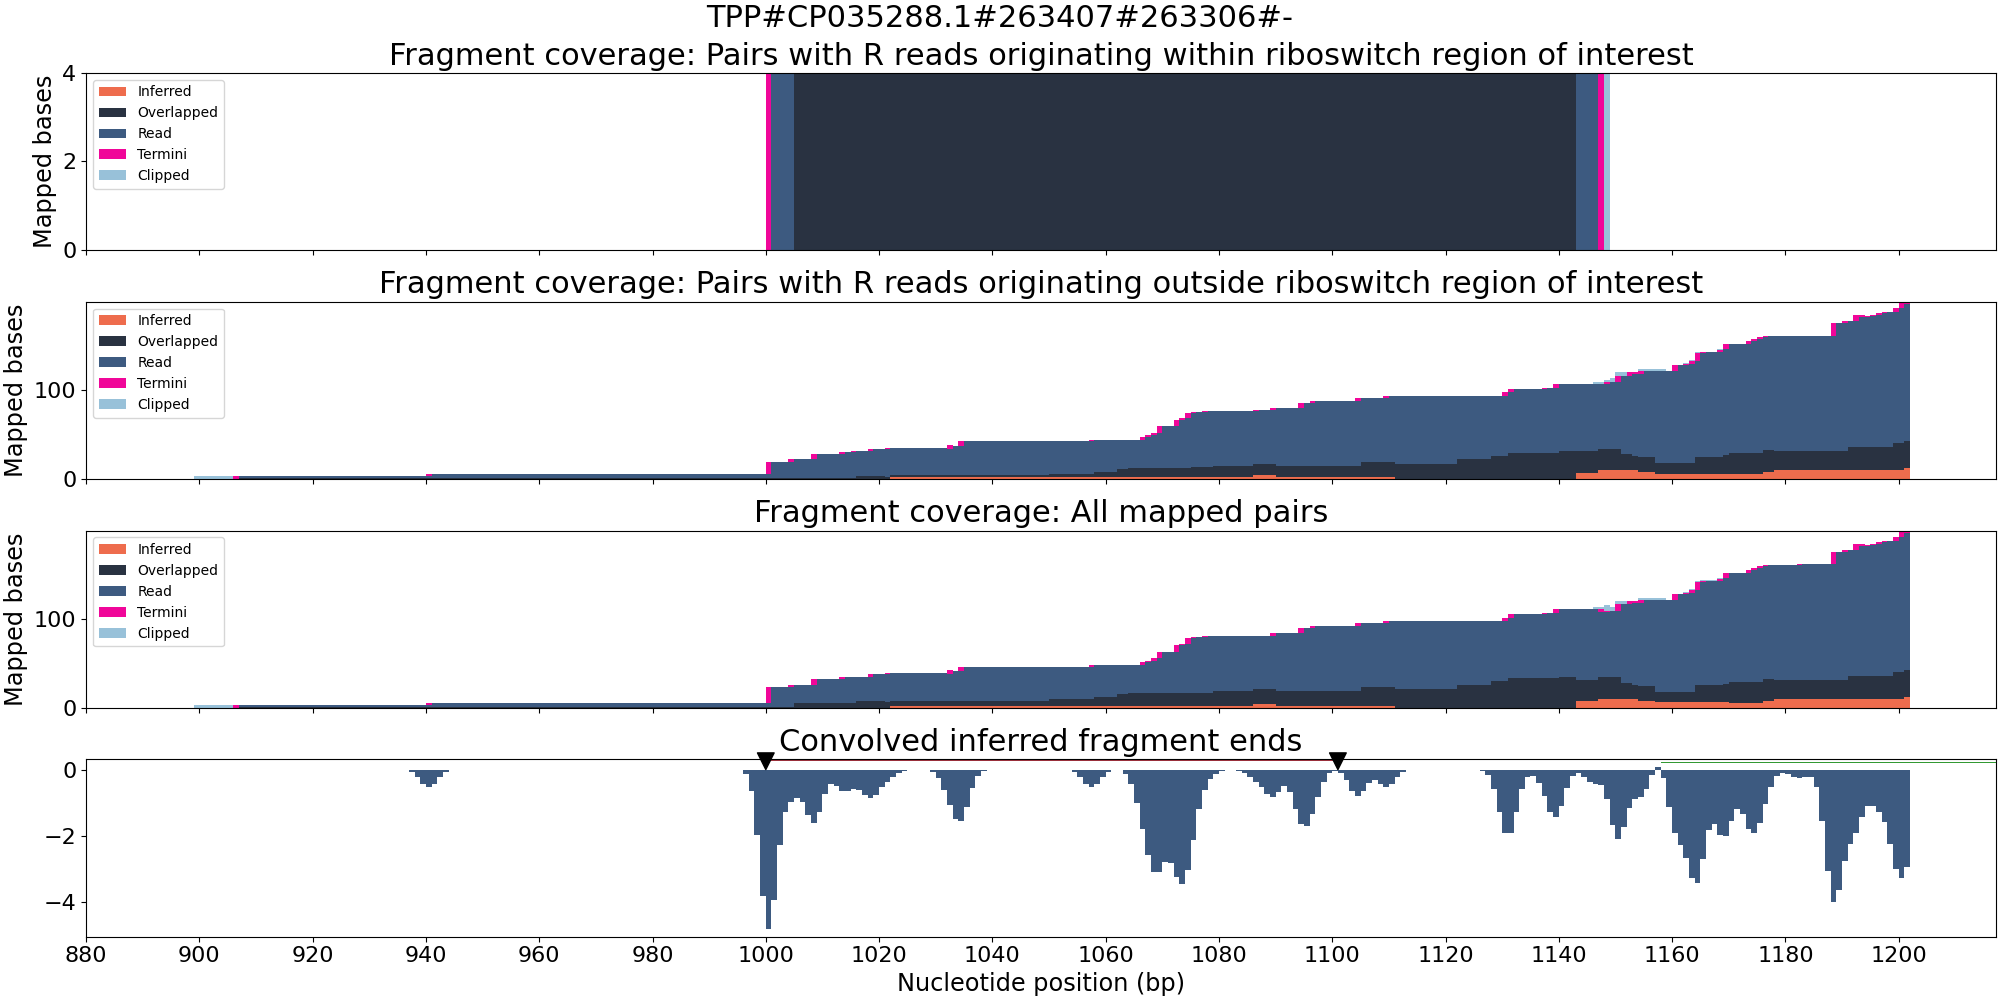 TPP#CP035288.1#263407#263306#-
Fragment coverage: Pairs with R reads originating within riboswitch region of interest
Mapped bases
4
2
0
Inferred
Overlapped
Read
Termini
Clipped
Fragment coverage: Pairs with R reads originating outside riboswitch region of interest
Mapped bases
100
0
Inferred
Overlapped
Read
Termini
Clipped
Fragment coverage: All mapped pairs
Mapped bases
100
0
Inferred
Overlapped
Read
Termini
Clipped
Convolved inferred fragment ends
0
−2
−4
880 900 920 940 960 980 1000 1020 1040 1060 1080 1100 1120 1140 1160 1180 1200
Nucleotide position (bp)